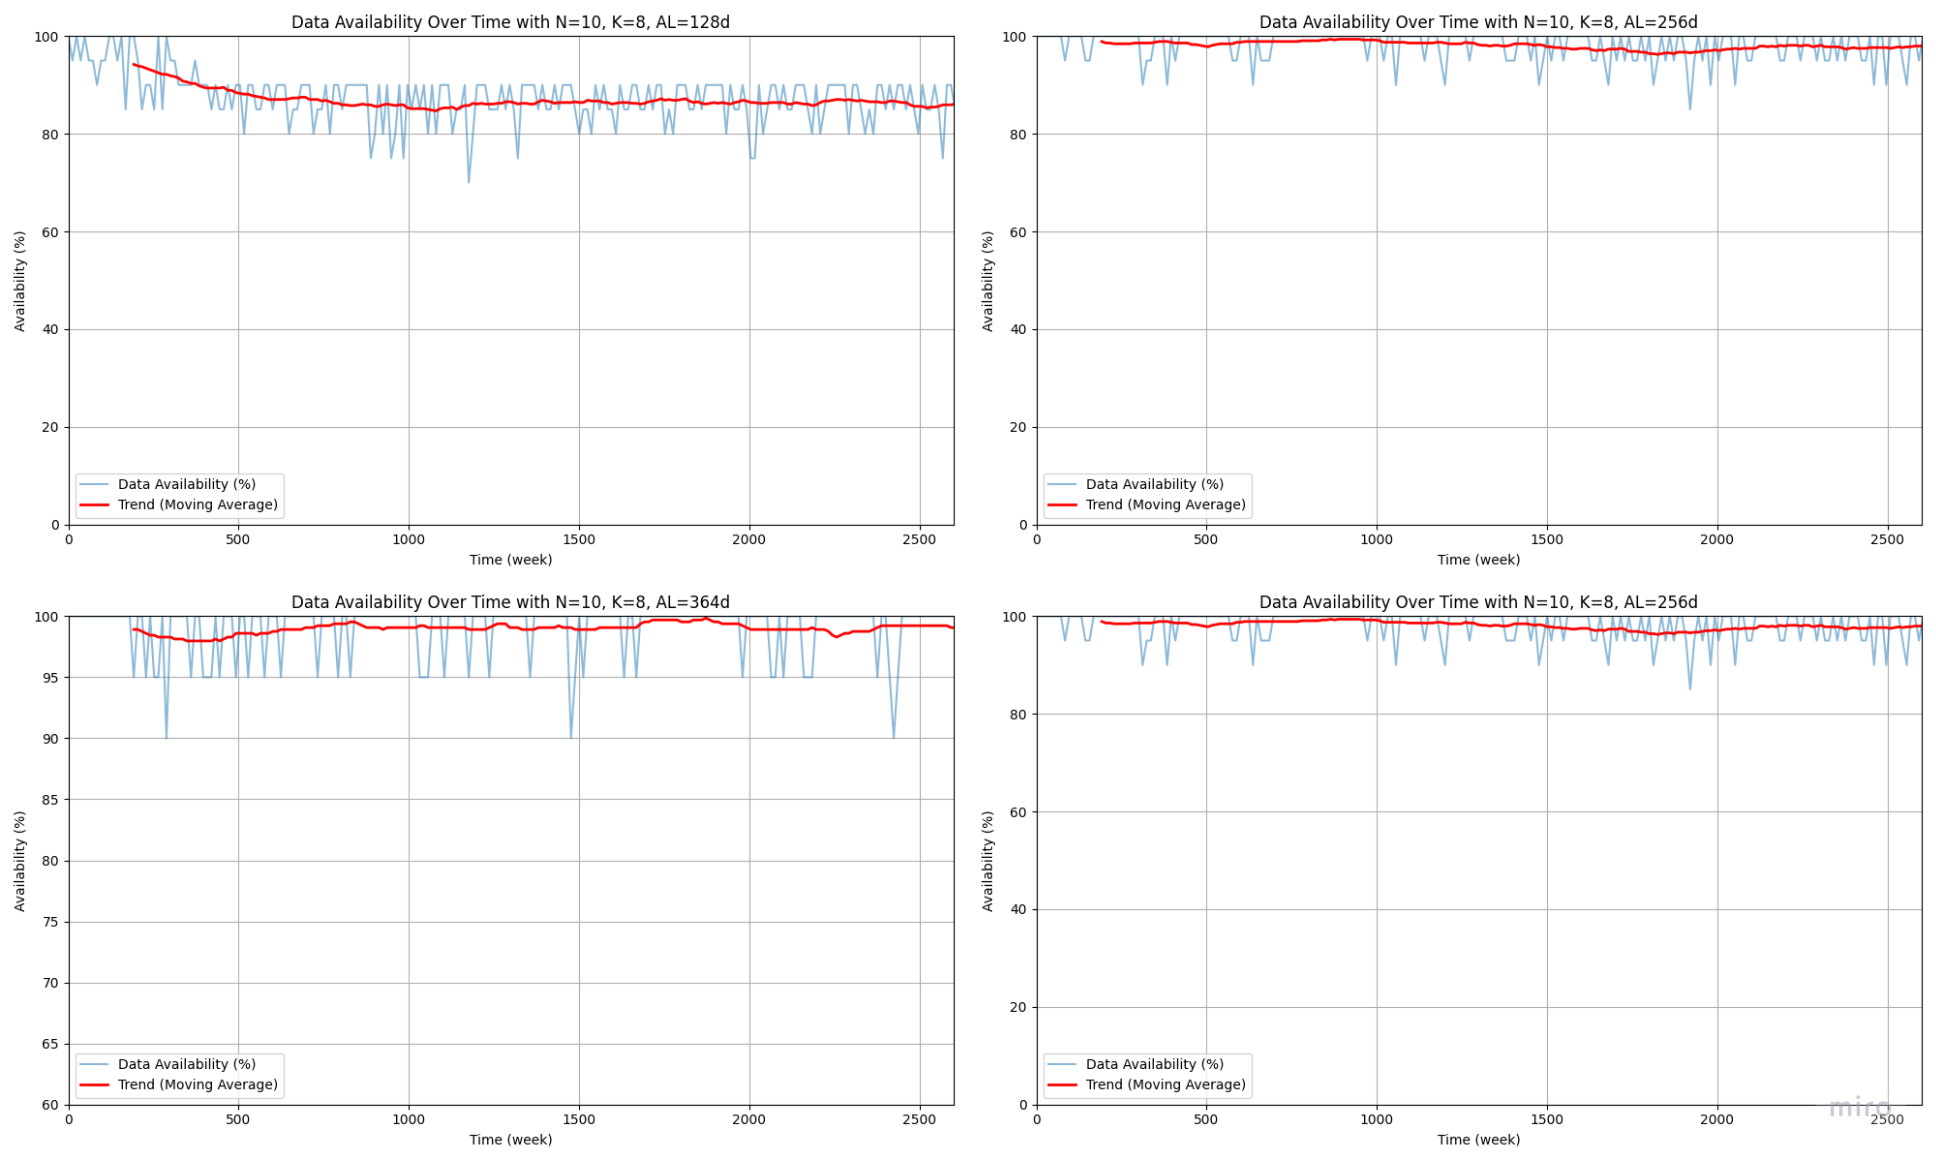 Data Availability Over Time with N=10, K=8, AL=128d
100
80
60
40
20
0
Availability (%)
Data Availability (%)
Trend (Moving Average)
0 500 1000 1500 2000 2500
Time (week)
Data Availability Over Time with N=10, K=8, AL=256d
100
80
60
40
20
0
Availability (%)
Data Availability (%)
Trend (Moving Average)
0 500 1000 1500 2000 2500
Time (week)
Data Availability Over Time with N=10, K=8, AL=364d
100
95
90
85
80
75
70
65
60
Availability (%)
Data Availability (%)
Trend (Moving Average)
0 500 1000 1500 2000 2500
Time (week)
Data Availability Over Time with N=10, K=8, AL=256d
100
80
60
40
20
0
Availability (%)
Data Availability (%)
Trend (Moving Average)
0 500 1000 1500 2000 2500
Time (week)
miro